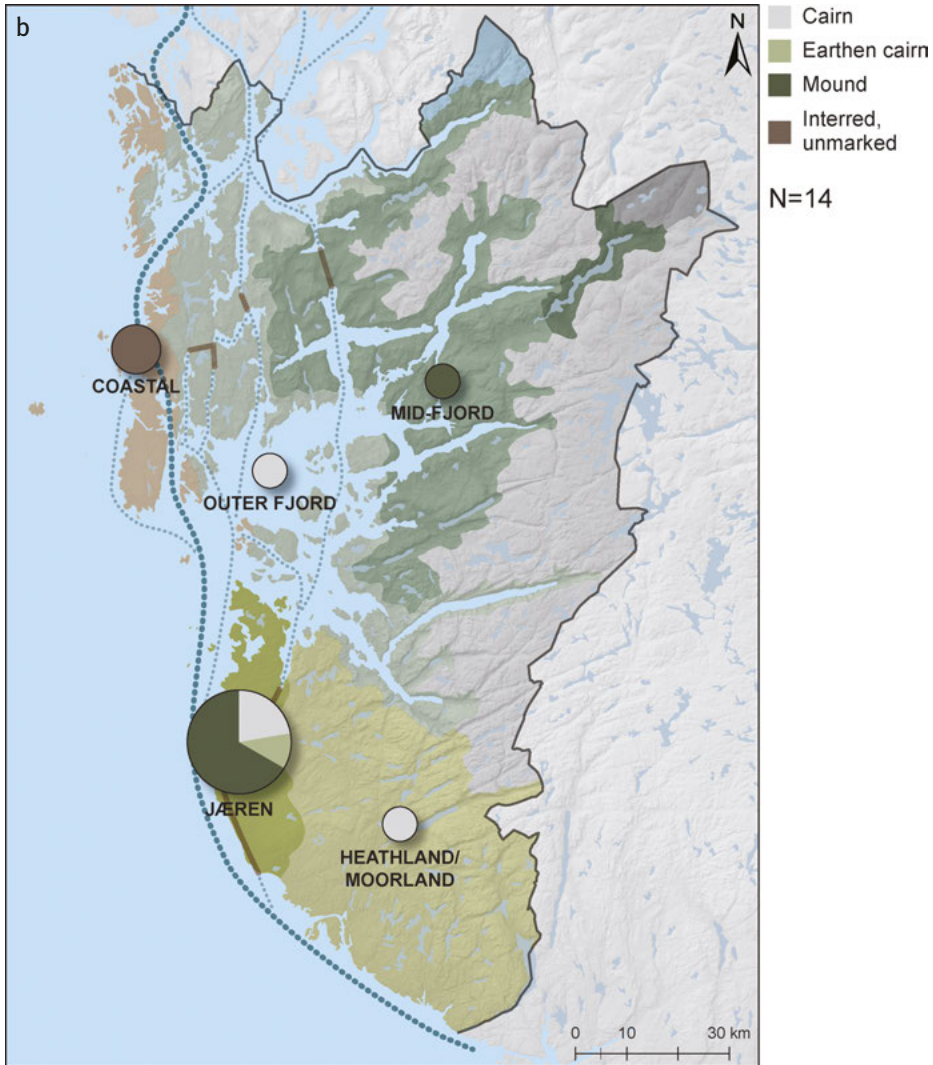 b
N
Cairn
Earthen cairn
Mound
Interred,
unmarked
N=14
COASTAL
MID-FJORD
OUTER FJORD
JÆREN
HEATHLAND/
MOORLAND
0 10 30 km